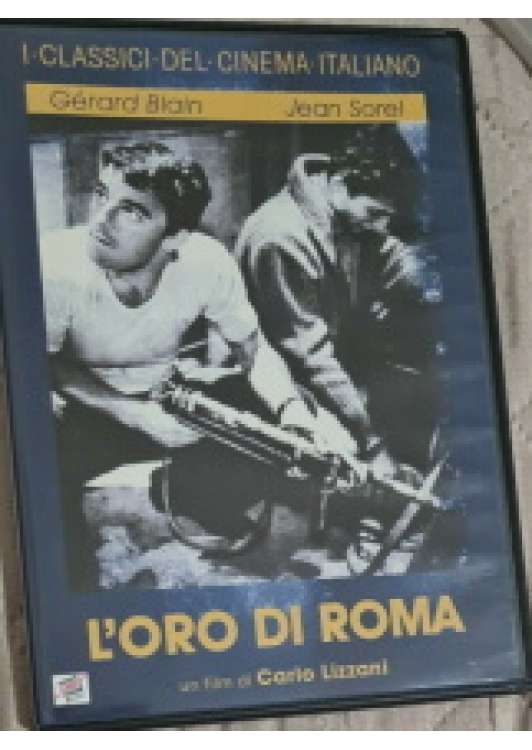 I·CLASSICI·DEL·CINEMA·ITALIANO
Gérard Blain Jean Sorel
L'ORO DI ROMA
un film di Carlo Lizzani